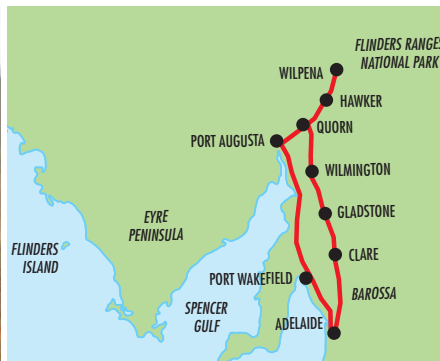 FLINDERS RANGES
NATIONAL PARK
WILPENA
HAWKER
QUORN
PORT AUGUSTA
WILMINGTON
GLADSTONE
EYRE
PENINSULA
FLINDERS
ISLAND
CLARE
PORT WAKEFIELD
BAROSSA
SPENCER
GULF
ADELAIDE